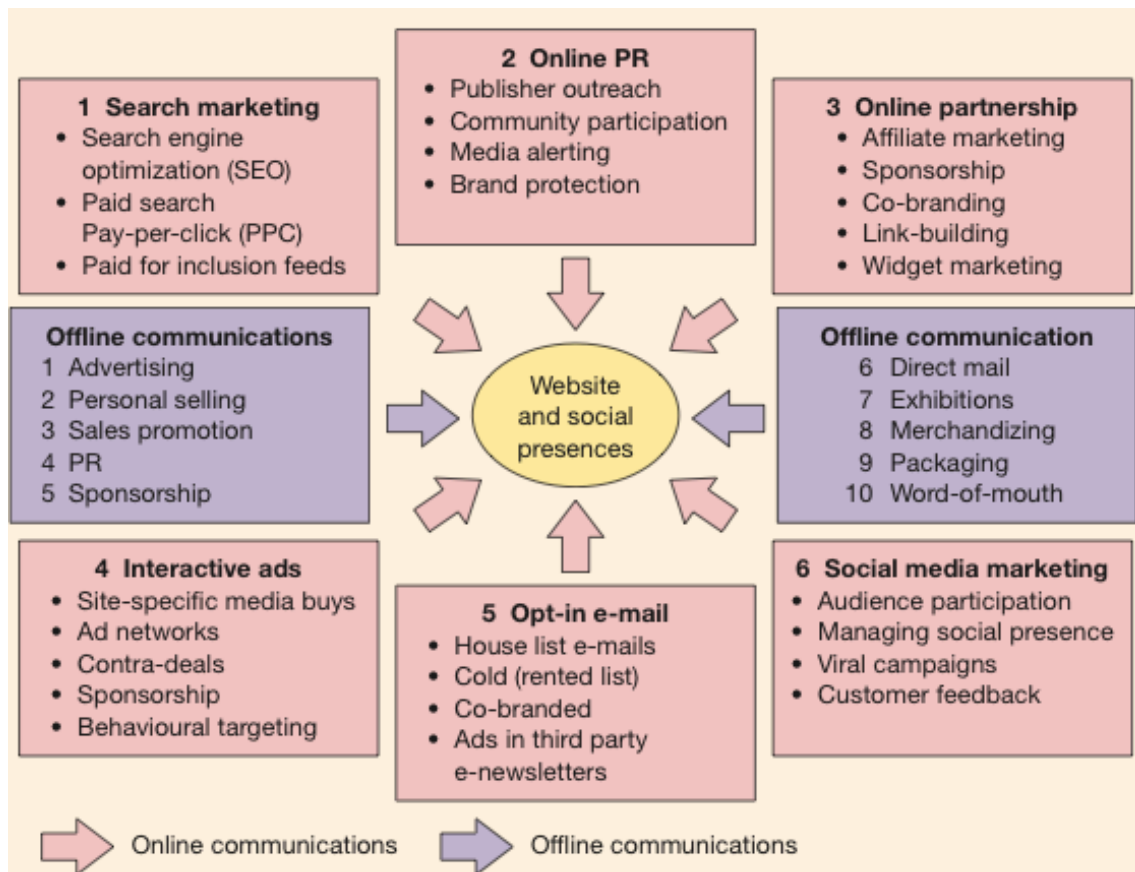 1 Search marketing
• Search engine
optimization (SEO)
• Paid search
Pay-per-click (PPC)
• Paid for inclusion feeds
2 Online PR
• Publisher outreach
• Community participation
• Media alerting
• Brand protection
3 Online partnership
• Affiliate marketing
• Sponsorship
• Co-branding
• Link-building
• Widget marketing
Offline communications
1 Advertising
2 Personal selling
3 Sales promotion
4 PR
5 Sponsorship
Website
and social
presences
Offline communication
6 Direct mail
7 Exhibitions
8 Merchandizing
9 Packaging
10 Word-of-mouth
4 Interactive ads
• Site-specific media buys
• Ad networks
• Contra-deals
• Sponsorship
• Behavioural targeting
5 Opt-in e-mail
• House list e-mails
• Cold (rented list)
• Co-branded
• Ads in third party
e-newsletters
6 Social media marketing
• Audience participation
• Managing social presence
• Viral campaigns
• Customer feedback
Online communications
Offline communications